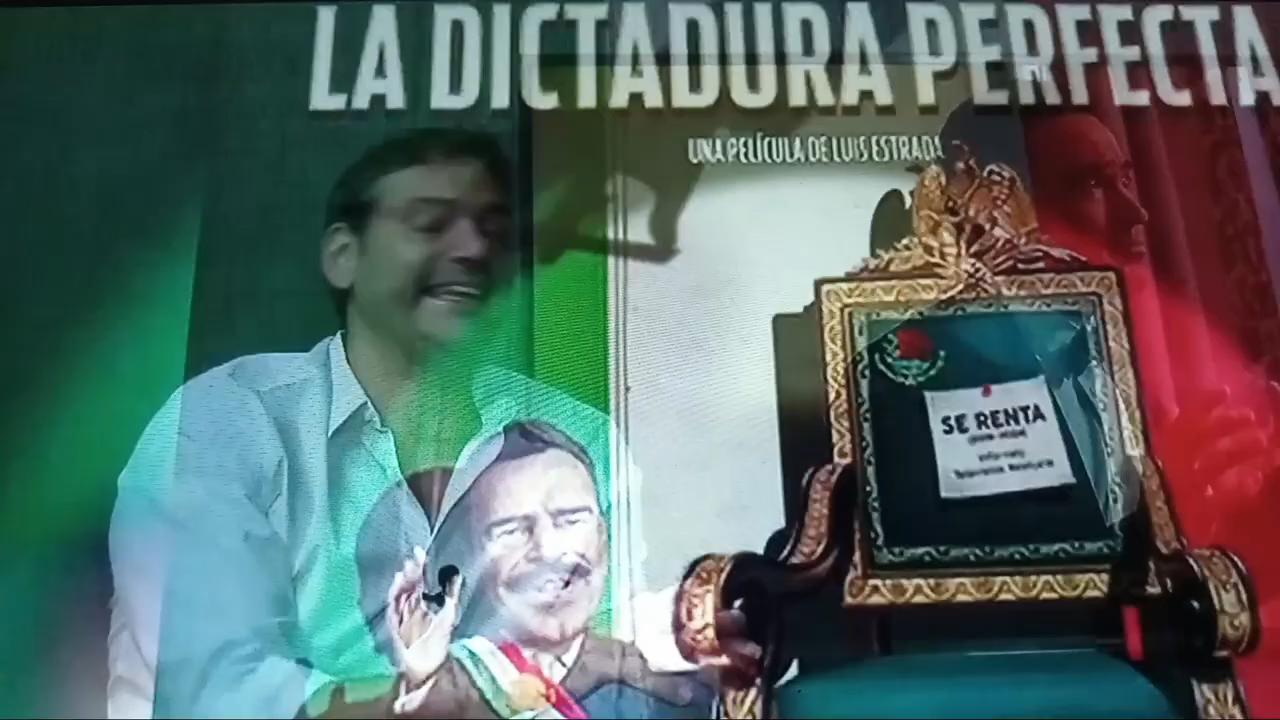 LA DICTADURA PERFECTA
UNA PELÍCULA DE LUIS ESTRADA
SE RENTA